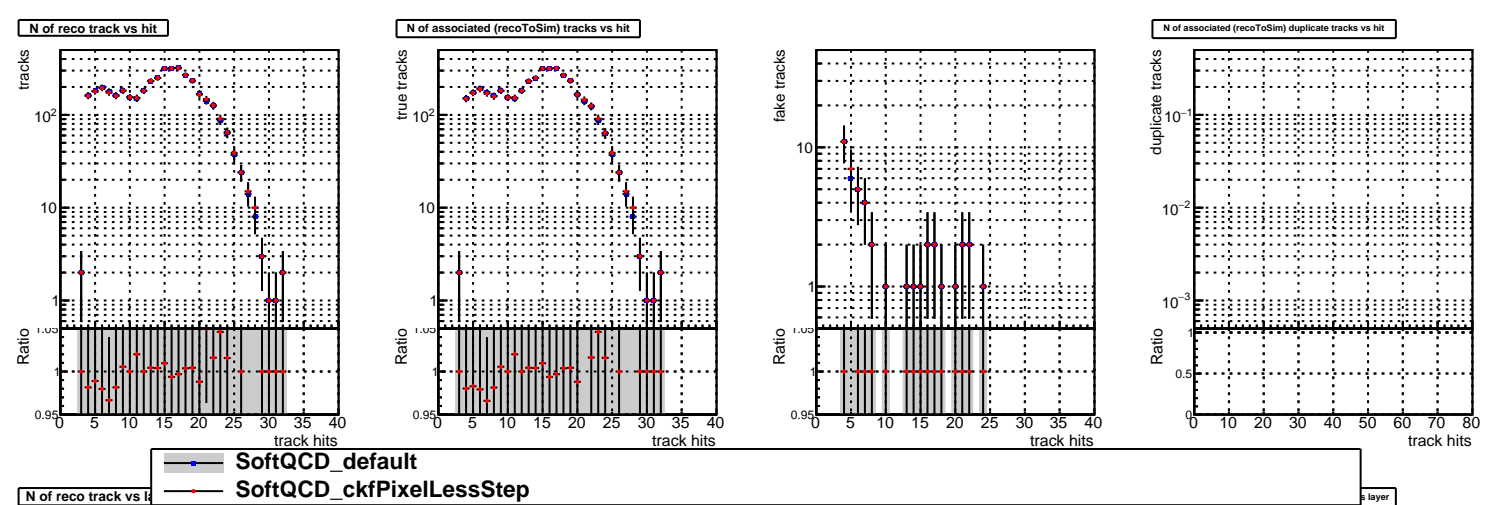 N of reco track vs hit
N of associated (recoToSim) tracks vs hit
N of associated (recoToSim) duplicate tracks vs hit
tracks
10²
10
1
Ratio
1.05
1
0.95
0 5 10 15 20 25 30 35 40
track hits
true tracks
10²
10
1
Ratio
1.05
1
0.95
0 5 10 15 20 25 30 35 40
track hits
fake tracks
10
1
Ratio
1.05
1
0.95
0 5 10 15 20 25 30 35 40
track hits
duplicate tracks
10⁻¹
10⁻²
10⁻³
Ratio
1
0.5
0
0 10 20 30 40 50 60 70 80
track hits
SoftQCD_default
SoftQCD_ckfPixelLessStep
N of reco track vs la
s layer